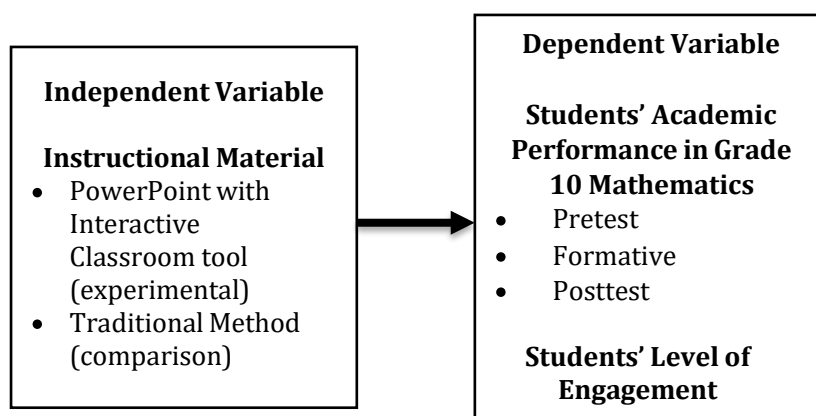 Independent Variable
Instructional Material
• PowerPoint with
Interactive
Classroom tool
(experimental)
• Traditional Method
(comparison)
Dependent Variable
Students’ Academic
Performance in Grade
10 Mathematics
• Pretest
• Formative
• Posttest
Students’ Level of
Engagement